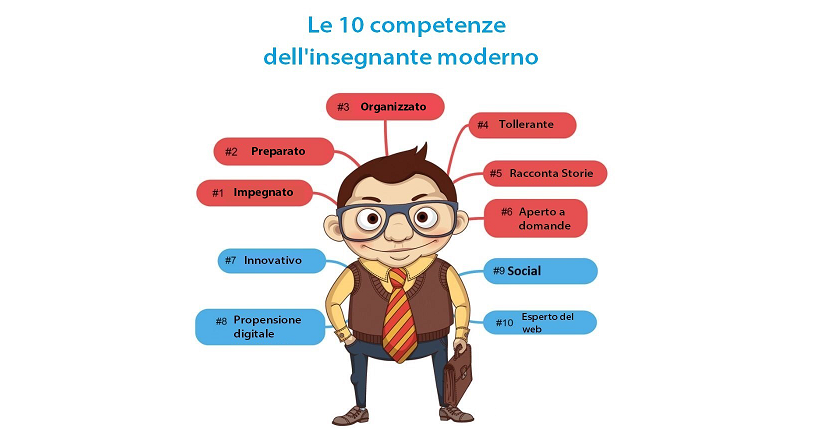 Le 10 competenze
dell'insegnante moderno
#3 Organizzato
#4 Tollerante
#2 Preparato
#5 Racconta Storie
#1 Impegnato
#6 Aperto a
domande
#7 Innovativo
#9 Social
#8 Propensione
digitale
#10 Esperto del
web